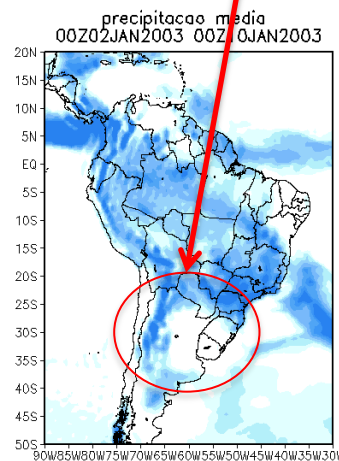 precipitacao media
00Z02JAN2003 00Z10JAN2003
20N
15N
10N
5N
EQ
5S
10S
15S
20S
25S
30S
35S
40S
45S
50S
90W85W80W75W70W65W60W55W50W45W40W35W30W